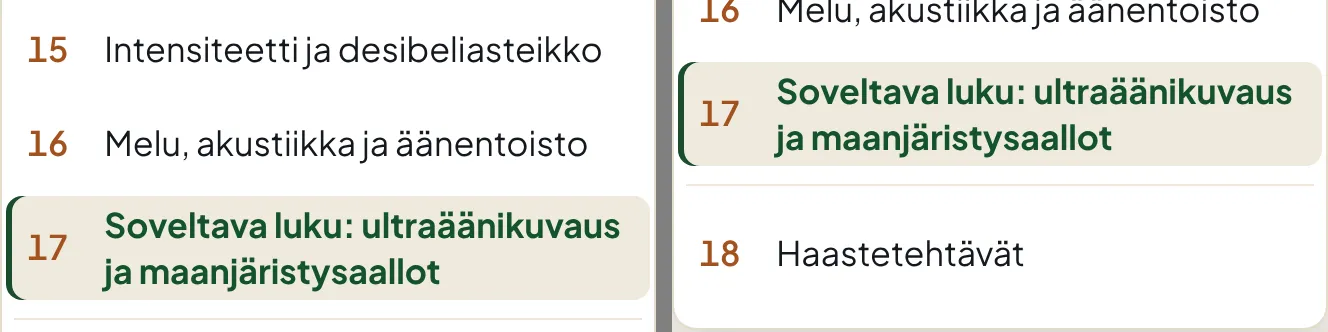 15 Intensiteetti ja desibeliasteikko
16 Melu, akustiikka ja äänentoisto
17 Soveltava luku: ultraäänikuvaus
ja maanjäristysaallot
16 Melu, akustiikka ja äänentoisto
17 Soveltava luku: ultraäänikuvaus
ja maanjäristysaallot
18 Haastetehtävät